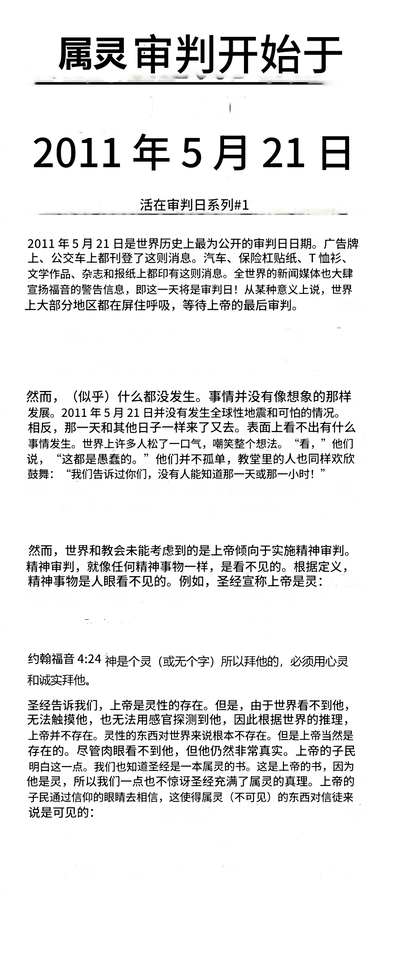 属灵审判开始于
2011 年 5 月 21 日
活在审判日系列#1
2011 年 5 月 21 日是世界历史上最为公开的审判日日期。广告牌
上、公交车上都刊登了这则消息。汽车、保险杠贴纸、T 恤衫、
文学作品、杂志和报纸上都印有这则消息。全世界的新闻媒体也大肆
宣扬福音的警告信息，即这一天将是审判日！从某种意义上说，世界
上大部分地区都在屏住呼吸，等待上帝的最后审判。
然而，（似乎）什么都没发生。事情并没有像想象的那样
发展。2011 年 5 月 21 日并没有发生全球性地震和可怕的情况。
相反，那一天和其他日子一样来了又去。表面上看不出有什么
事情发生。世界上许多人松了一口气，嘲笑整个想法。“看，”他们
说，“这都是愚蠢的。”他们并不孤单，教堂里的人也同样欢欣
鼓舞：“我们告诉过你们，没有人能知道那一天或那一小时！”
然而，世界和教会未能考虑到的是上帝倾向于实施精神审判。
精神审判，就像任何精神事物一样，是看不见的。根据定义，
精神事物是人眼看不见的。例如，圣经宣称上帝是灵：
约翰福音 4:24 神是个灵（或无个字）所以拜他的，必须用心灵
和诚实拜他。
圣经告诉我们，上帝是灵性的存在。但是，由于世界看不到他，
无法触摸他，也无法用感官探测到他，因此根据世界的推理，
上帝并不存在。灵性的东西对世界来说根本不存在。但是上帝当然是
存在的。尽管肉眼看不到他，但他仍然非常真实。上帝的子民
明白这一点。我们也知道圣经是一本属灵的书。这是上帝的书，因为
他是灵，所以我们一点也不惊讶圣经充满了属灵的真理。上帝的
子民通过信仰的眼睛去相信，这使得属灵（不可见）的东西对信徒来
说是可见的：